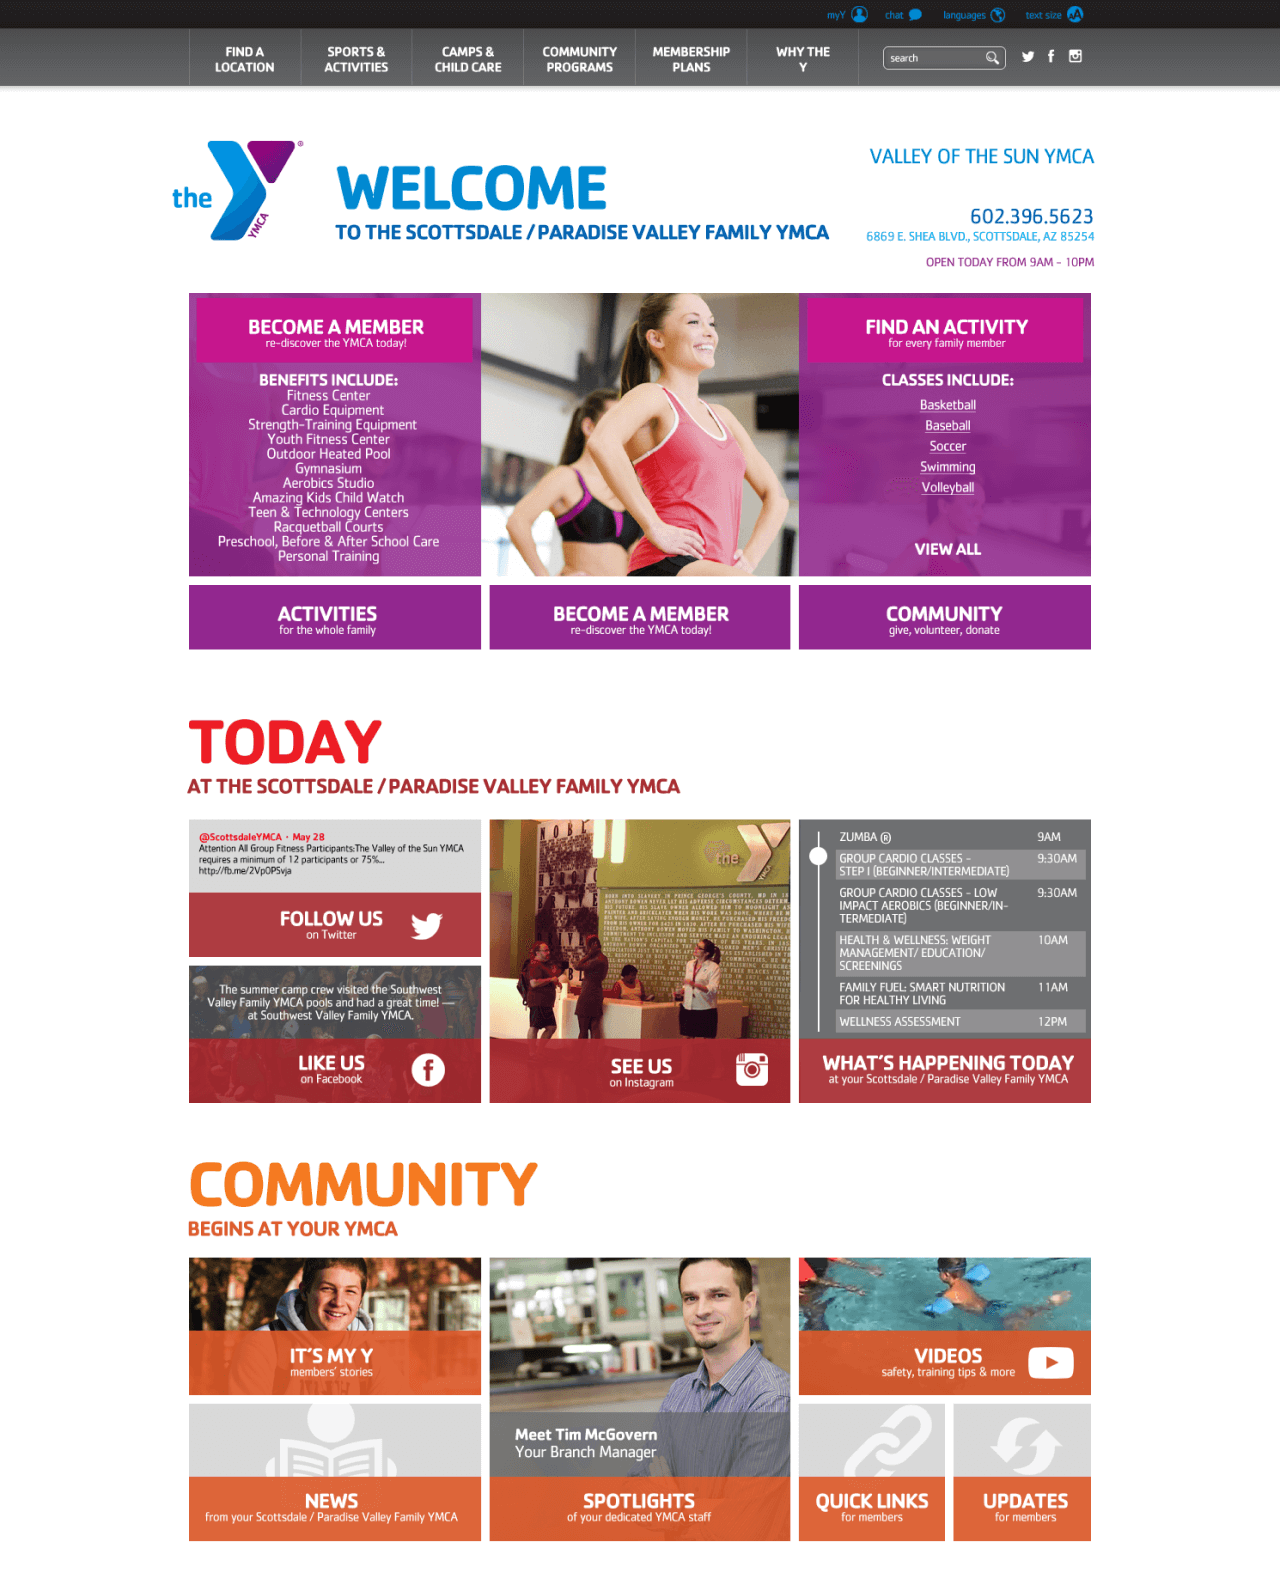 myY chat languages text size AA
FIND A
LOCATION
SPORTS &
ACTIVITIES
CAMPS &
CHILD CARE
COMMUNITY
PROGRAMS
MEMBERSHIP
PLANS
WHY THE
Y
search
the Y®
YMCA
WELCOME
TO THE SCOTTSDALE / PARADISE VALLEY FAMILY YMCA
VALLEY OF THE SUN YMCA
602.396.5623
6869 E. SHEA BLVD., SCOTTSDALE, AZ 85254
OPEN TODAY FROM 9AM - 10PM
BECOME A MEMBER
re-discover the YMCA today!
BENEFITS INCLUDE:
Fitness Center
Cardio Equipment
Strength-Training Equipment
Youth Fitness Center
Outdoor Heated Pool
Gymnasium
Aerobics Studio
Amazing Kids Child Watch
Teen & Technology Centers
Racquetball Courts
Preschool, Before & After School Care
Personal Training
FIND AN ACTIVITY
for every family member
CLASSES INCLUDE:
Basketball
Baseball
Soccer
Swimming
Volleyball
VIEW ALL
ACTIVITIES
for the whole family
BECOME A MEMBER
re-discover the YMCA today!
COMMUNITY
give, volunteer, donate
TODAY
AT THE SCOTTSDALE / PARADISE VALLEY FAMILY YMCA
@ScottsdaleYMCA · May 28
Attention All Group Fitness Participants:The Valley of the Sun YMCA
requires a minimum of 12 participants or 75%...
http://fb.me/2Vp0PSvja
FOLLOW US
on Twitter
The summer camp crew visited the Southwest
Valley Family YMCA pools and had a great time! —
at Southwest Valley Family YMCA.
LIKE US
on Facebook
the Y
SEE US
on Instagram
ZUMBA ® 9AM
GROUP CARDIO CLASSES - 9:30AM
STEP I (BEGINNER/INTERMEDIATE)
GROUP CARDIO CLASSES - LOW 9:30AM
IMPACT AEROBICS (BEGINNER/IN-
TERMEDIATE)
HEALTH & WELLNESS: WEIGHT 10AM
MANAGEMENT/ EDUCATION/
SCREENINGS
FAMILY FUEL: SMART NUTRITION 11AM
FOR HEALTHY LIVING
WELLNESS ASSESSMENT 12PM
WHAT'S HAPPENING TODAY
at your Scottsdale / Paradise Valley Family YMCA
COMMUNITY
BEGINS AT YOUR YMCA
IT'S MY Y
members' stories
NEWS
from your Scottsdale / Paradise Valley Family YMCA
Meet Tim McGovern
Your Branch Manager
SPOTLIGHTS
of your dedicated YMCA staff
VIDEOS
safety, training tips & more
QUICK LINKS
for members
UPDATES
for members